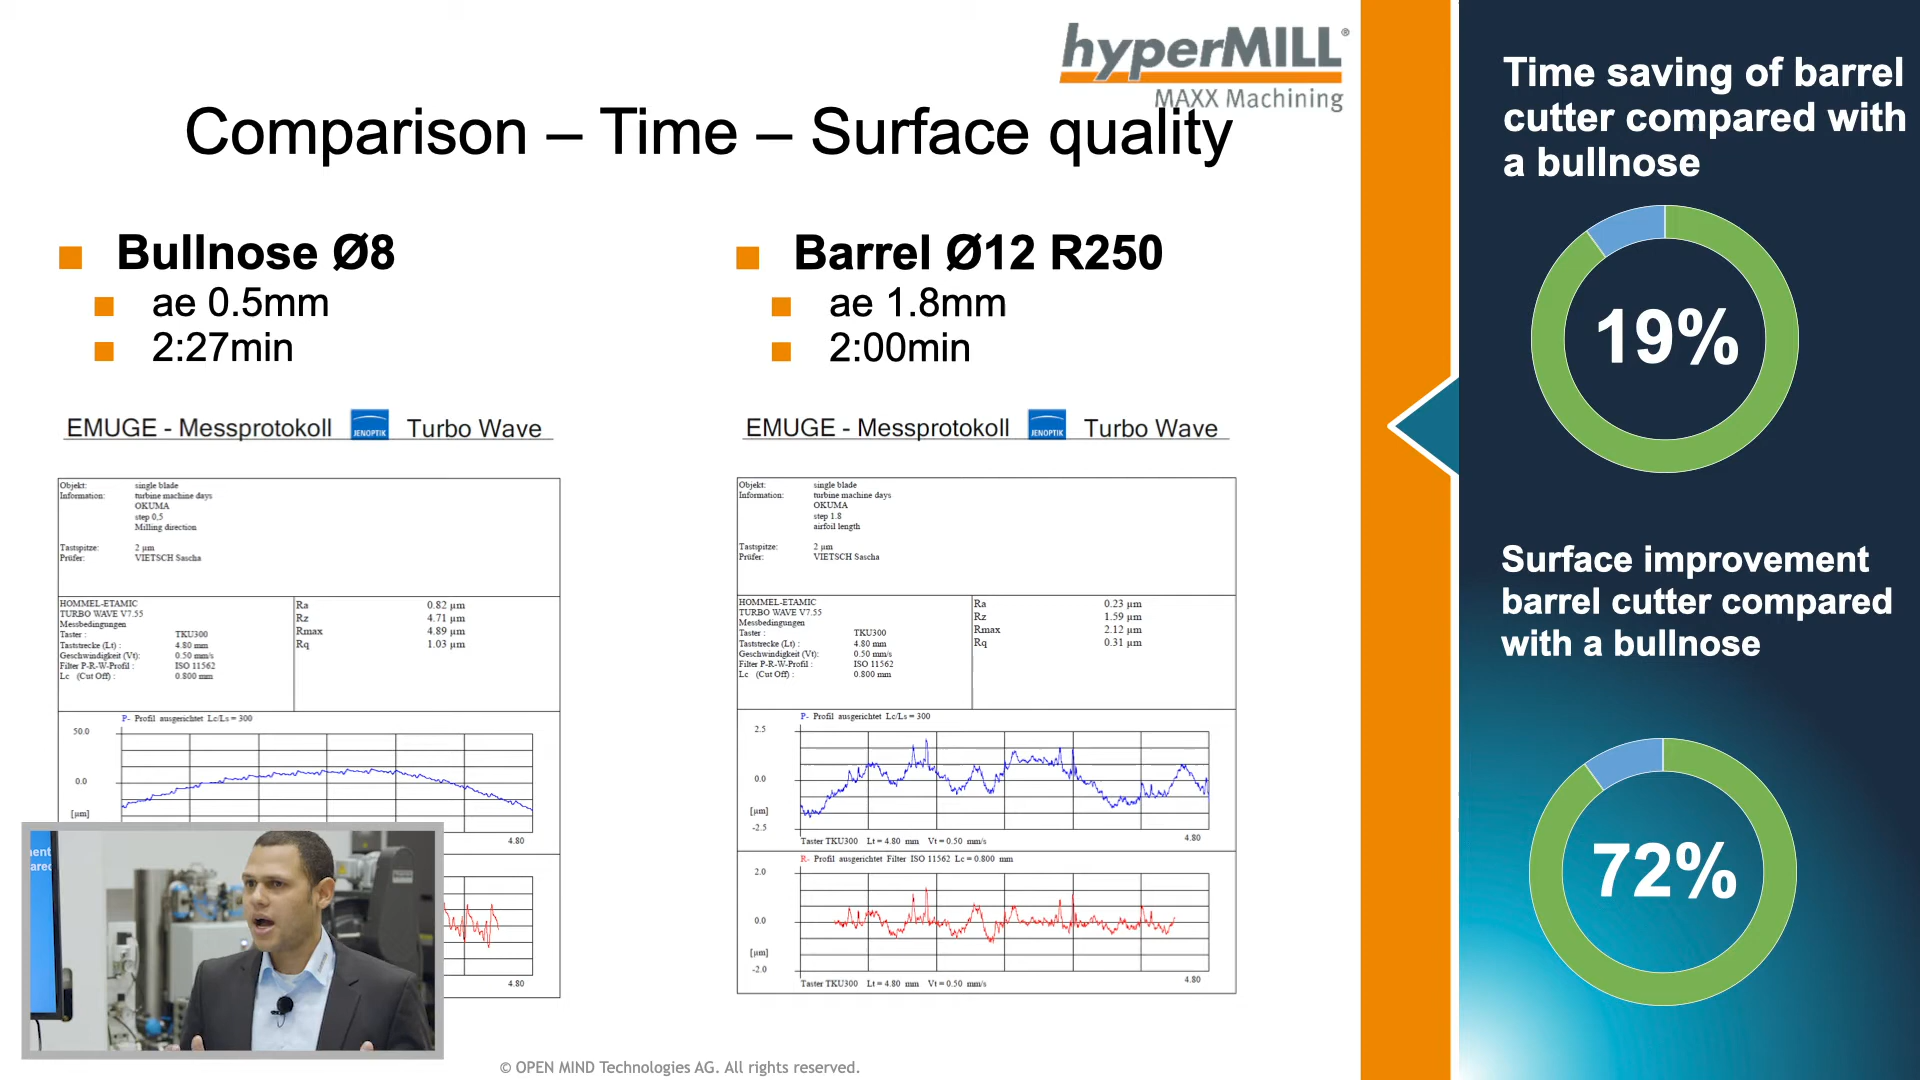 hyperMILL®
MAXX Machining
Comparison – Time – Surface quality
Bullnose Ø8
ae 0.5mm
2:27min
EMUGE - Messprotokoll JENOPTIK Turbo Wave
Objekt: single blade
Information: turbine machine days
OKUMA
step 0,5
Milling direction
Tastspitze: 2 µm
Prüfer: VIETSCH Sascha
HOMMEL-ETAMIC
TURBO WAVE V7.55
Messbedingungen
Taster : TKU300
Taststrecke (Lt) : 4.80 mm
Geschwindigkeit (Vt): 0.50 mm/s
Filter P-R-W-Profil : ISO 11562
Lc (Cut Off) : 0.800 mm
Ra 0.82 µm
Rz 4.71 µm
Rmax 4.89 µm
Rq 1.03 µm
P- Profil ausgerichtet Lc/Ls = 300
50.0
0.0
[µm]
4.80
4.80
Barrel Ø12 R250
ae 1.8mm
2:00min
EMUGE - Messprotokoll JENOPTIK Turbo Wave
Objekt: single blade
Information: turbine machine days
OKUMA
step 1.8
airfoil length
Tastspitze: 2 µm
Prüfer: VIETSCH Sascha
HOMMEL-ETAMIC
TURBO WAVE V7.55
Messbedingungen
Taster : TKU300
Taststrecke (Lt) : 4.80 mm
Geschwindigkeit (Vt): 0.50 mm/s
Filter P-R-W-Profil : ISO 11562
Lc (Cut Off) : 0.800 mm
Ra 0.23 µm
Rz 1.59 µm
Rmax 2.12 µm
Rq 0.31 µm
P- Profil ausgerichtet Lc/Ls = 300
2.5
0.0
[µm]
-2.5
4.80
Taster TKU300 Lt = 4.80 mm Vt = 0.50 mm/s
R- Profil ausgerichtet Filter ISO 11562 Lc = 0.800 mm
2.0
0.0
[µm]
-2.0
4.80
Taster TKU300 Lt = 4.80 mm Vt = 0.50 mm/s
© OPEN MIND Technologies AG. All rights reserved.
Time saving of barrel
cutter compared with
a bullnose
19%
Surface improvement
barrel cutter compared
with a bullnose
72%